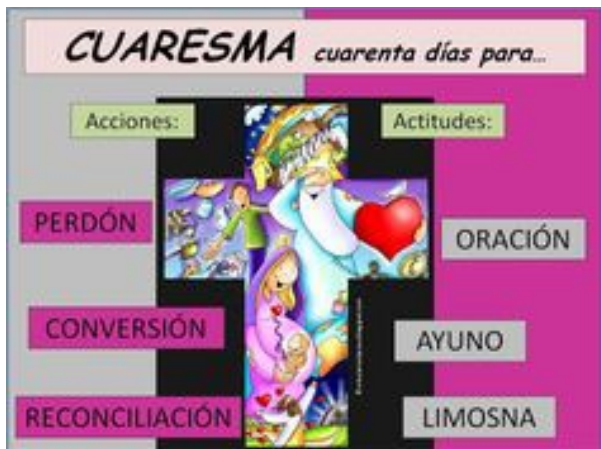 CUARESMA cuarenta días para...
Acciones:
Actitudes:
PERDÓN
ORACIÓN
CONVERSIÓN
AYUNO
RECONCILIACIÓN
LIMOSNA